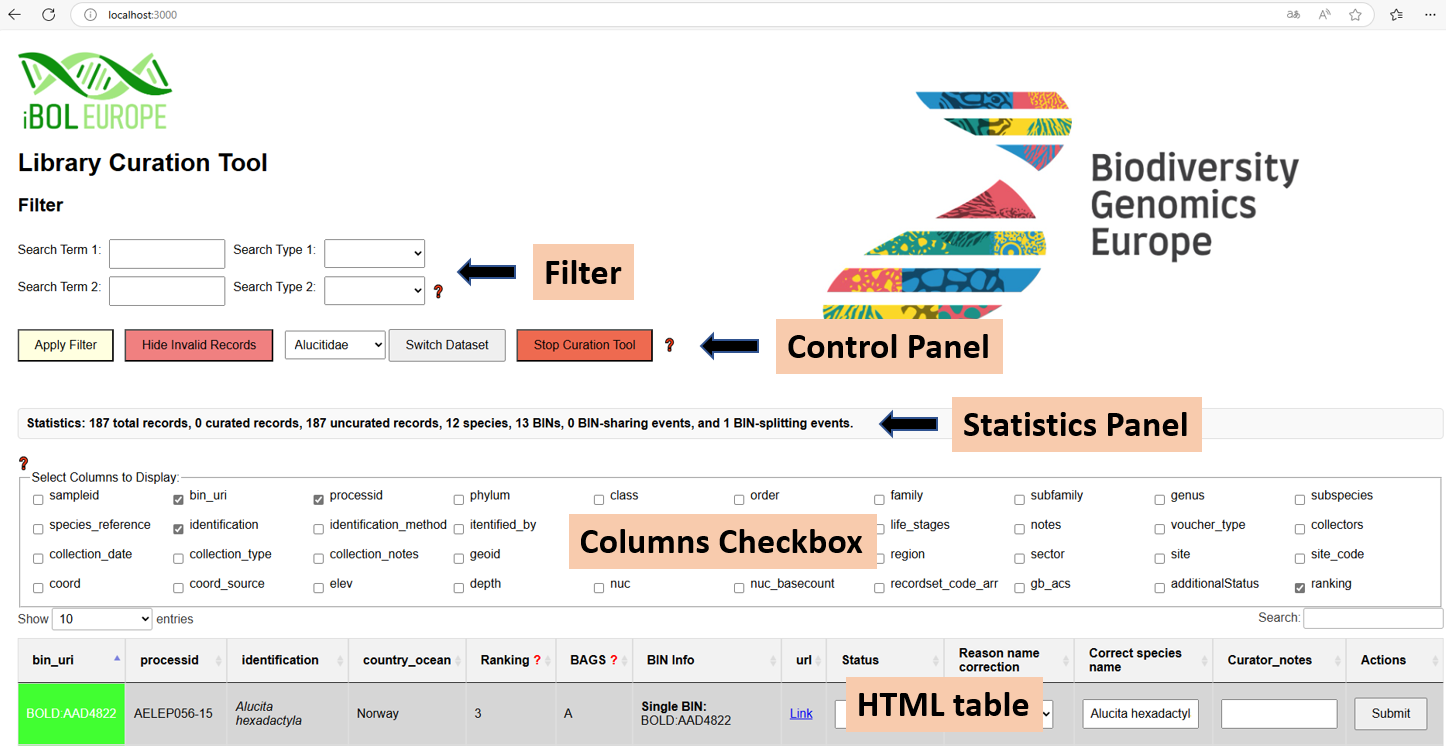 localhost:3000
iBOL EUROPE
Library Curation Tool
Biodiversity
Genomics
Europe
Filter
Search Term 1: Search Type 1:
Filter
Search Term 2: Search Type 2: ?
Apply Filter Hide Invalid Records Alucitidae Switch Dataset Stop Curation Tool ?
Control Panel
Statistics: 187 total records, 0 curated records, 187 uncurated records, 12 species, 13 BINs, 0 BIN-sharing events, and 1 BIN-splitting events.
Statistics Panel
?
Select Columns to Display:
sampleid bin_uri processid phylum class order family subfamily genus subspecies
species_reference identification identification_method itentified_by life_stages notes voucher_type collectors
Columns Checkbox
collection_date collection_type collection_notes geoid region sector site site_code
coord coord_source elev depth nuc nuc_basecount recordset_code_arr gb_acs additionalStatus ranking
Show 10 entries Search:
bin_uri processid identification country_ocean Ranking ? BAGS ? BIN Info url Status Reason name correction Correct species name Curator_notes Actions
BOLD:AAD4822 AELEP056-15 Alucita hexadactyla Norway 3 A Single BIN: BOLD:AAD4822 Link Alucita hexadactyl Submit
HTML table